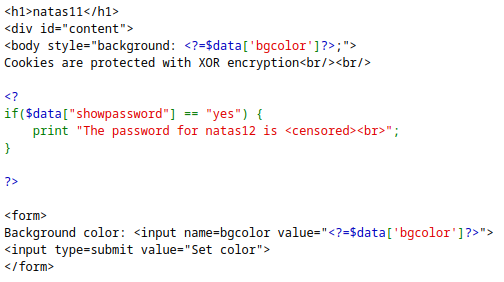 <h1>natas11</h1>
<div id="content">
<body style="background: <?=$data['bgcolor']?>;">
Cookies are protected with XOR encryption<br/><br/>
<?
if($data["showpassword"] == "yes") {
print "The password for natas12 is <censored><br>";
}
?>
<form>
Background color: <input name=bgcolor value="<?=$data['bgcolor']?>">
<input type=submit value="Set color">
</form>